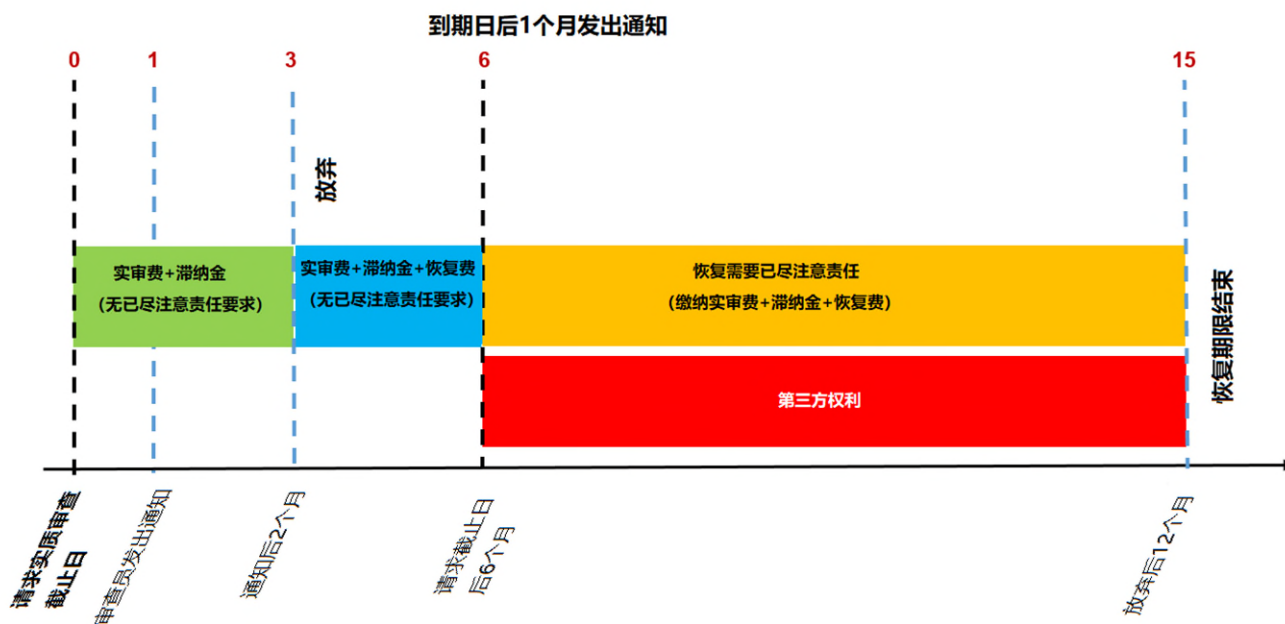 到期日后1个月发出通知
0
1
3
6
15
放弃
实审费+滞纳金
（无已尽注意责任要求）
实审费+滞纳金+恢复费
（无已尽注意责任要求）
恢复需要已尽注意责任
（缴纳实审费+滞纳金+恢复费）
第三方权利
恢复期限结束
请求实质审查
截止日
审查员发出通知
通知后2个月
请求截止日
后6个月
放弃后12个月